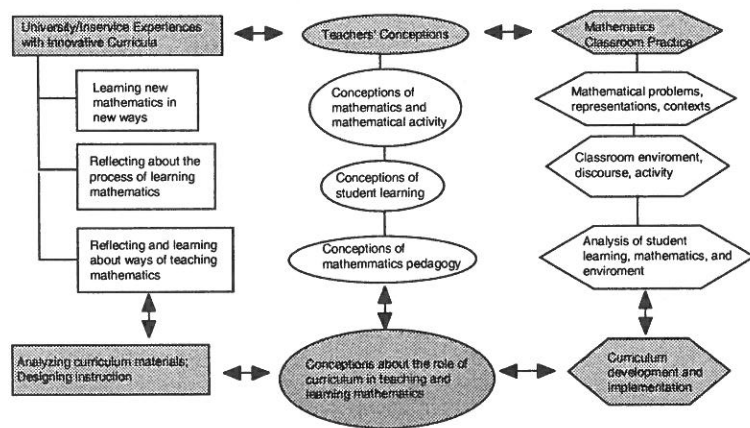 University/Inservice Experiences
with Innovative Curricula
Teachers' Conceptions
Mathematics
Classroom Practice
Learning new
mathematics in
new ways
Conceptions of
mathematics and
mathematical activity
Mathematical problems,
representations, contexts
Reflecting about the
process of learning
mathematics
Conceptions of
student learning
Classroom enviroment,
discourse, activity
Reflecting and learning
about ways of teaching
mathematics
Conceptions of
mathemmatics pedagogy
Analysis of student
learning, mathematics, and
enviroment
Analyzing curriculum materials;
Designing instruction
Conceptions about the role of
curriculum in teaching and
learning mathematics
Curriculum
development and
implementation